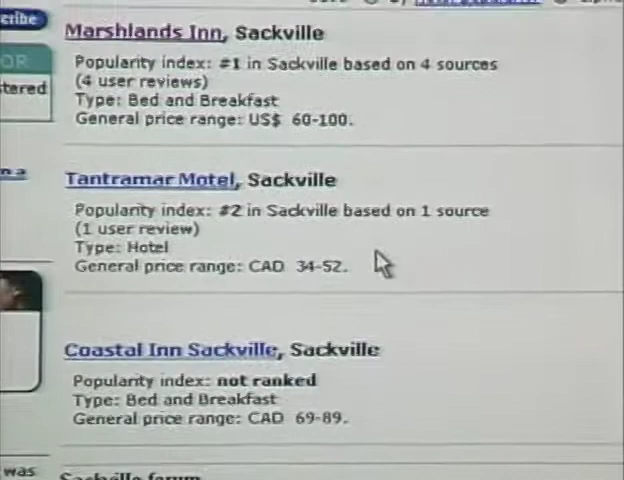 Marshlands Inn, Sackville
Popularity index: #1 in Sackville based on 4 sources
(4 user reviews)
Type: Bed and Breakfast
General price range: US$ 60-100.
Tantramar Motel, Sackville
Popularity index: #2 in Sackville based on 1 source
(1 user review)
Type: Hotel
General price range: CAD 34-52.
Coastal Inn Sackville, Sackville
Popularity index: not ranked
Type: Bed and Breakfast
General price range: CAD 69-89.
was
Sackville forum